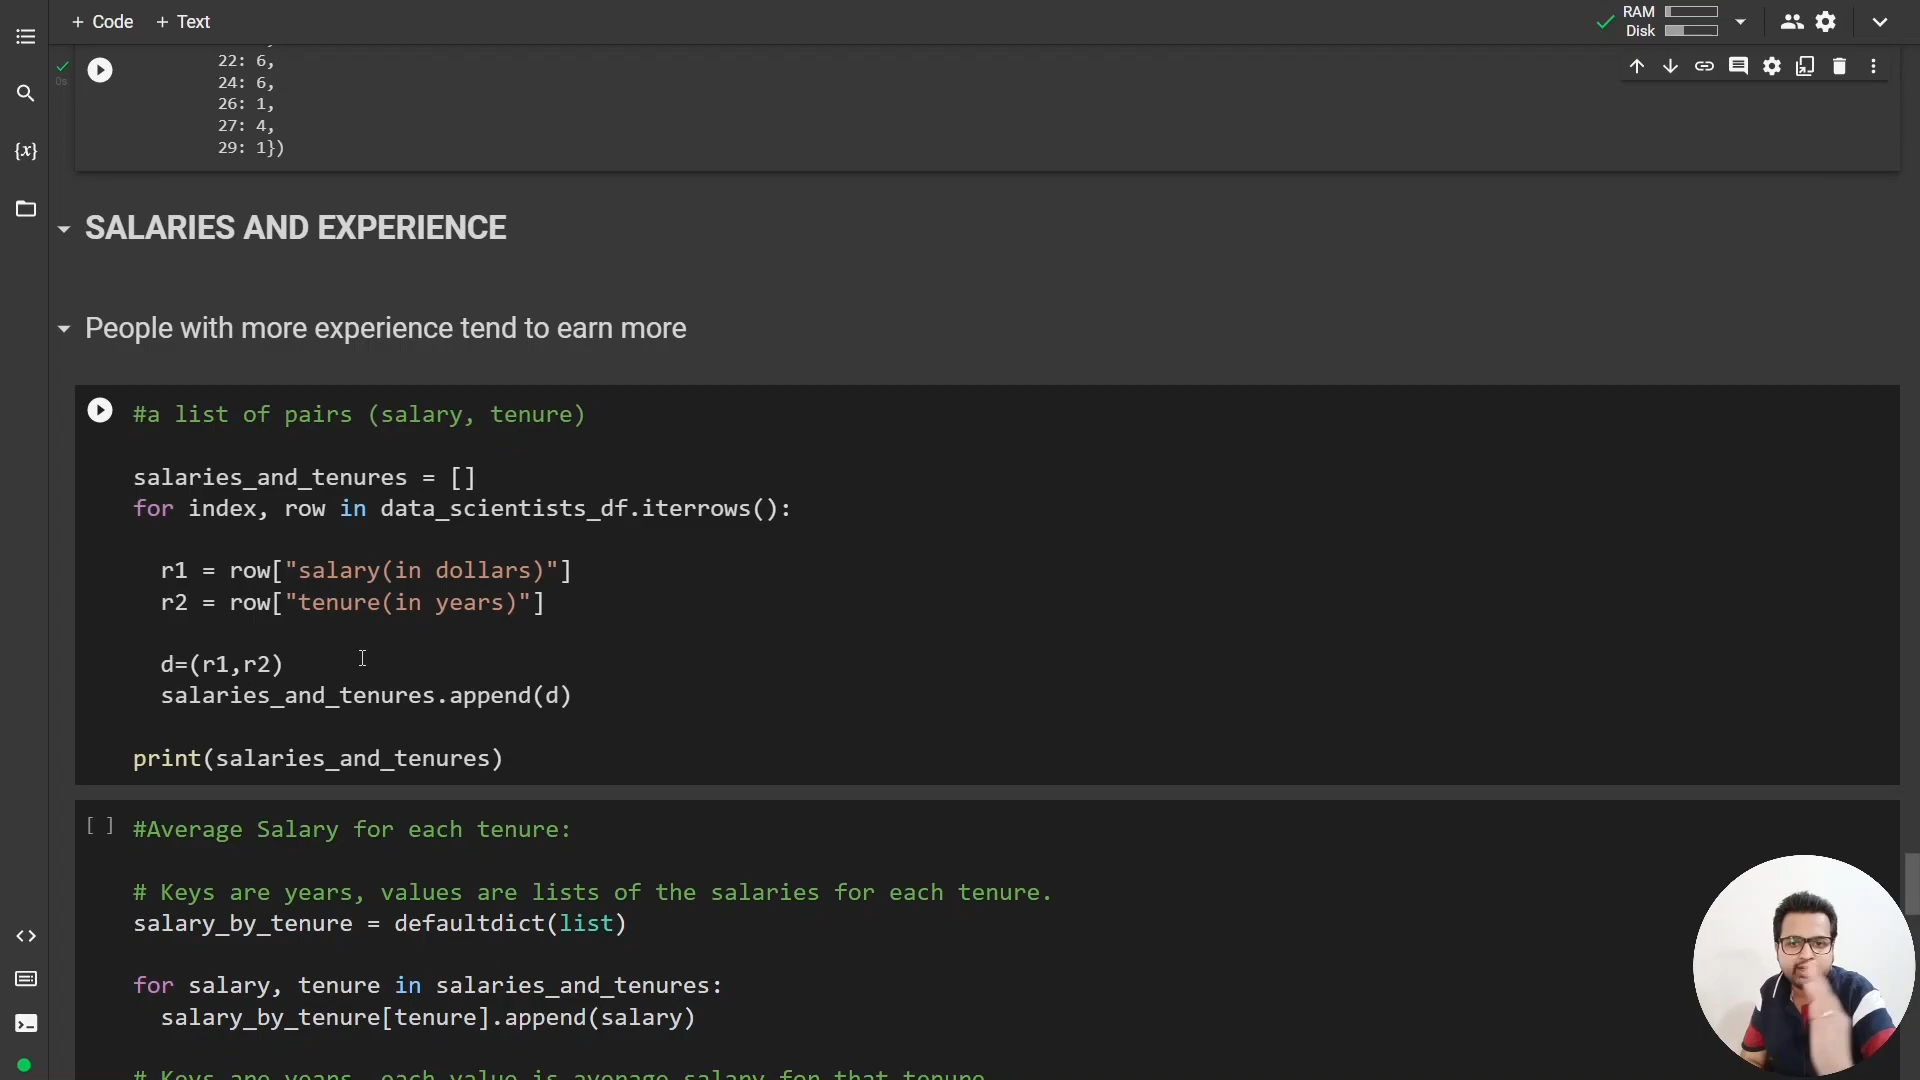 + Code + Text
RAM
Disk
22: 6,
24: 6,
26: 1,
27: 4,
29: 1})
0s
{x}
SALARIES AND EXPERIENCE
People with more experience tend to earn more
#a list of pairs (salary, tenure)
salaries_and_tenures = []
for index, row in data_scientists_df.iterrows():
r1 = row["salary(in dollars)"]
r2 = row["tenure(in years)"]
d=(r1,r2)
salaries_and_tenures.append(d)
print(salaries_and_tenures)
[ ] #Average Salary for each tenure:
# Keys are years, values are lists of the salaries for each tenure.
salary_by_tenure = defaultdict(list)
for salary, tenure in salaries_and_tenures:
salary_by_tenure[tenure].append(salary)
# Keys are years, each value is average salary for that tenure